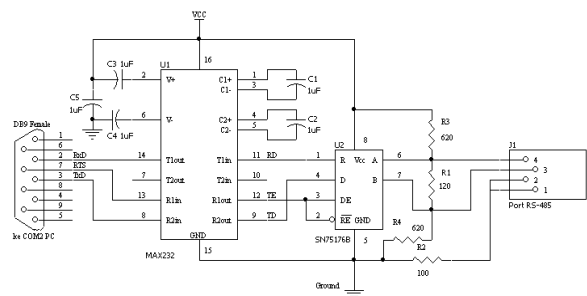 VCC
16
C3 1uF
U1
2
V+
C1+
1
C1-
3
C1
1uF
C5
1uF
6
V-
C4 1uF
C2+
4
C2-
5
C2
1uF
U2
8
R3
620
DB9 Female
1
6
2
RxD
7
RTS
3
TxD
8
4
9
5
ke COM2 PC
14
T1out
T1in
11
RD
1
R
Vcc
A
6
7
T2out
T2in
10
D
4
B
7
13
R1in
R1out
12
TE
3
DE
8
R2in
R2out
9
TD
2
RE GND
GND
15
MAX232
SN75176B
5
R1
120
R4
620
R2
100
J1
4
3
2
1
Port RS-485
Ground